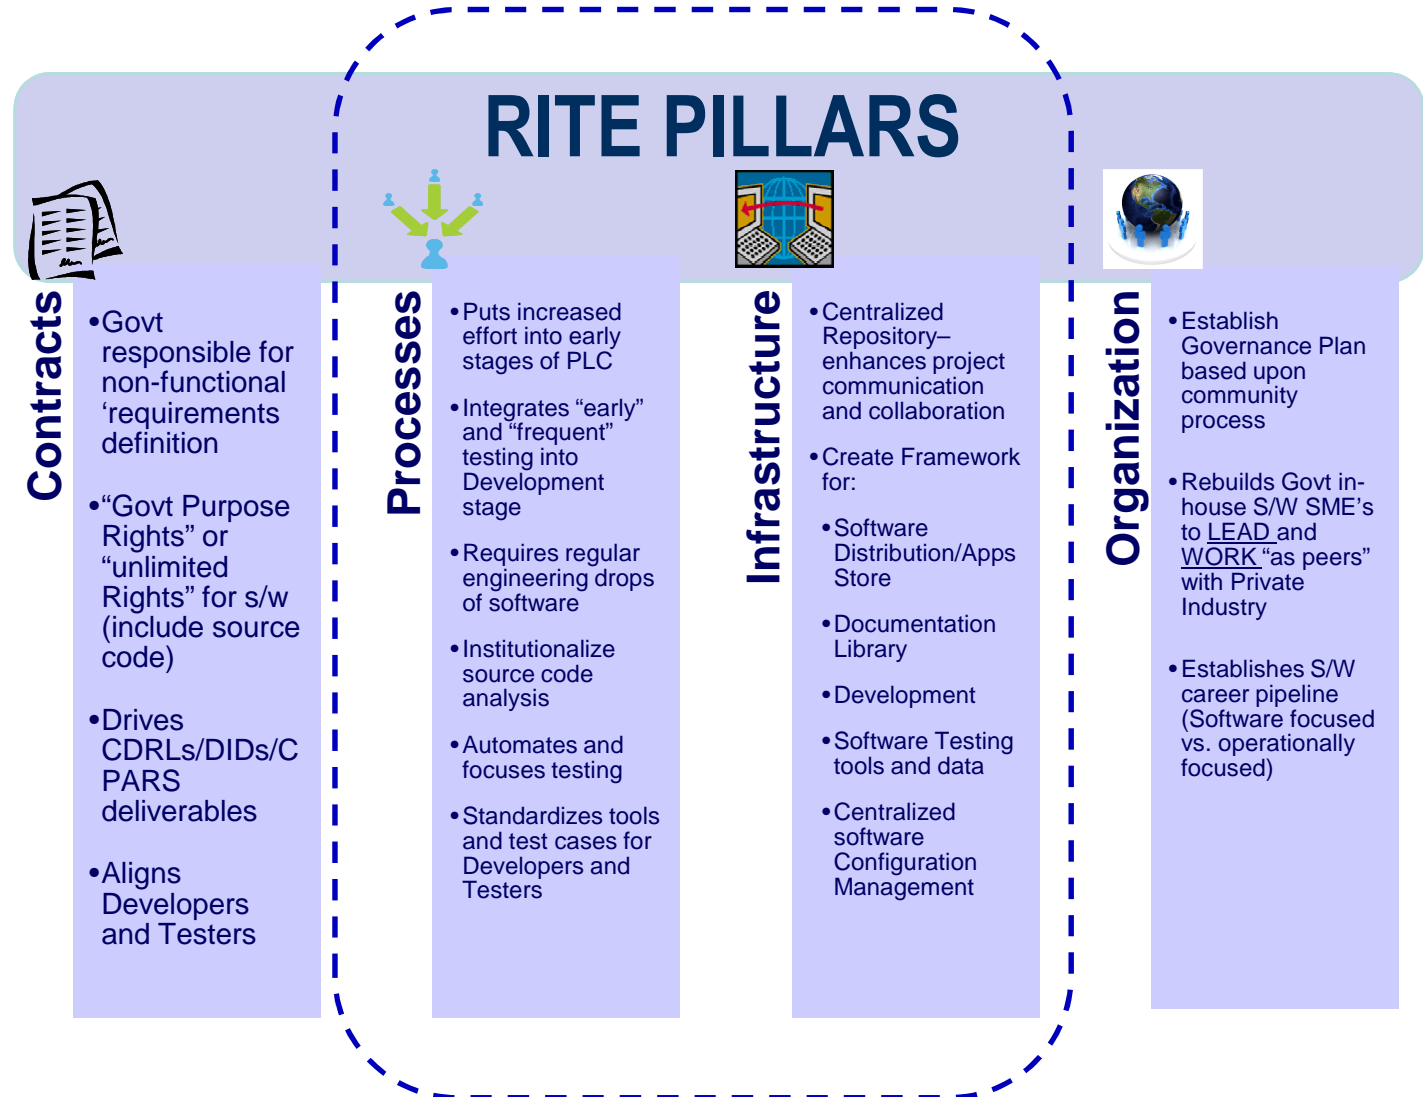 RITE PILLARS
Contracts
•Govt
responsible for
non-functional
‘requirements
definition
•“Govt Purpose
Rights” or
“unlimited
Rights” for s/w
(include source
code)
•Drives
CDRLs/DIDs/C
PARS
deliverables
•Aligns
Developers
and Testers
Processes
•Puts increased
effort into early
stages of PLC
•Integrates “early”
and “frequent”
testing into
Development
stage
•Requires regular
engineering drops
of software
•Institutionalize
source code
analysis
•Automates and
focuses testing
•Standardizes tools
and test cases for
Developers and
Testers
Infrastructure
•Centralized
Repository–
enhances project
communication
and collaboration
•Create Framework
for:
•Software
Distribution/Apps
Store
•Documentation
Library
•Development
•Software Testing
tools and data
•Centralized
software
Configuration
Management
Organization
•Establish
Governance Plan
based upon
community
process
•Rebuilds Govt in-
house S/W SME’s
to LEAD and
WORK “as peers”
with Private
Industry
•Establishes S/W
career pipeline
(Software focused
vs. operationally
focused)